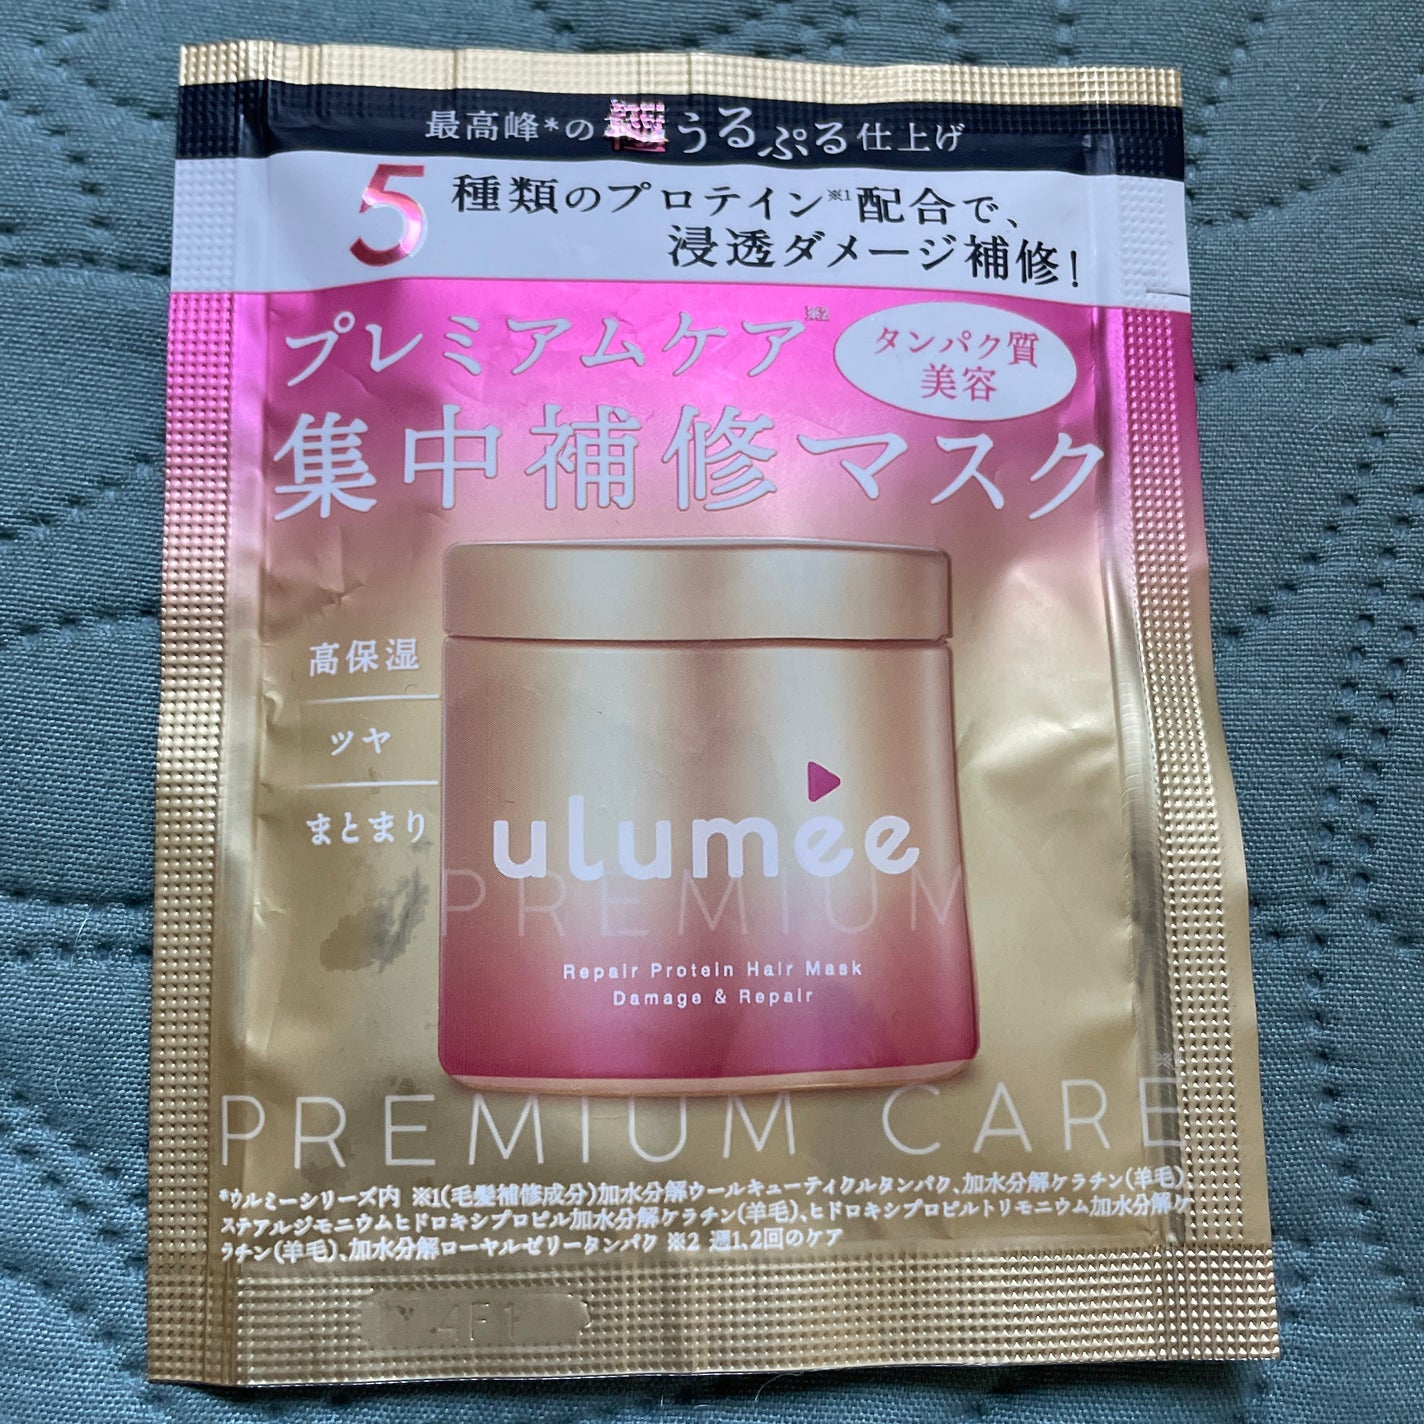 最高峰*の極うるぷる仕上げ
5種類のプロテイン※1配合で、
浸透ダメージ補修!
プレミアムケア※2
タンパク質
美容
集中補修マスク
高保湿
ツヤ
まとまり
ulumée
PREMIUM
Repair Protein Hair Mask
Damage & Repair
PREMIUM CARE※
*ウルミーシリーズ内 ※1(毛髪補修成分)加水分解ウールキューティクルタンパク、加水分解ケラチン(羊毛)、
ステアルジモニウムヒドロキシプロピル加水分解ケラチン(羊毛)、ヒドロキシプロピルトリモニウム加水分解ケ
ラチン(羊毛)、加水分解ローヤルゼリータンパク ※2 週1,2回のケア
4F1